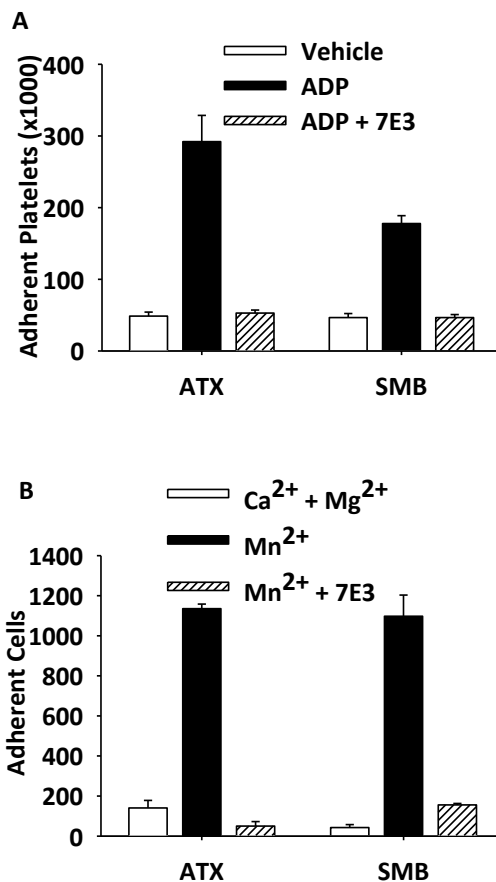 A
Vehicle
ADP
ADP + 7E3
Adherent Platelets (x1000)
400
300
200
100
0
ATX SMB
B
Ca2+ + Mg2+
Mn2+
Mn2+ + 7E3
Adherent Cells
1400
1200
1000
800
600
400
200
0
ATX SMB